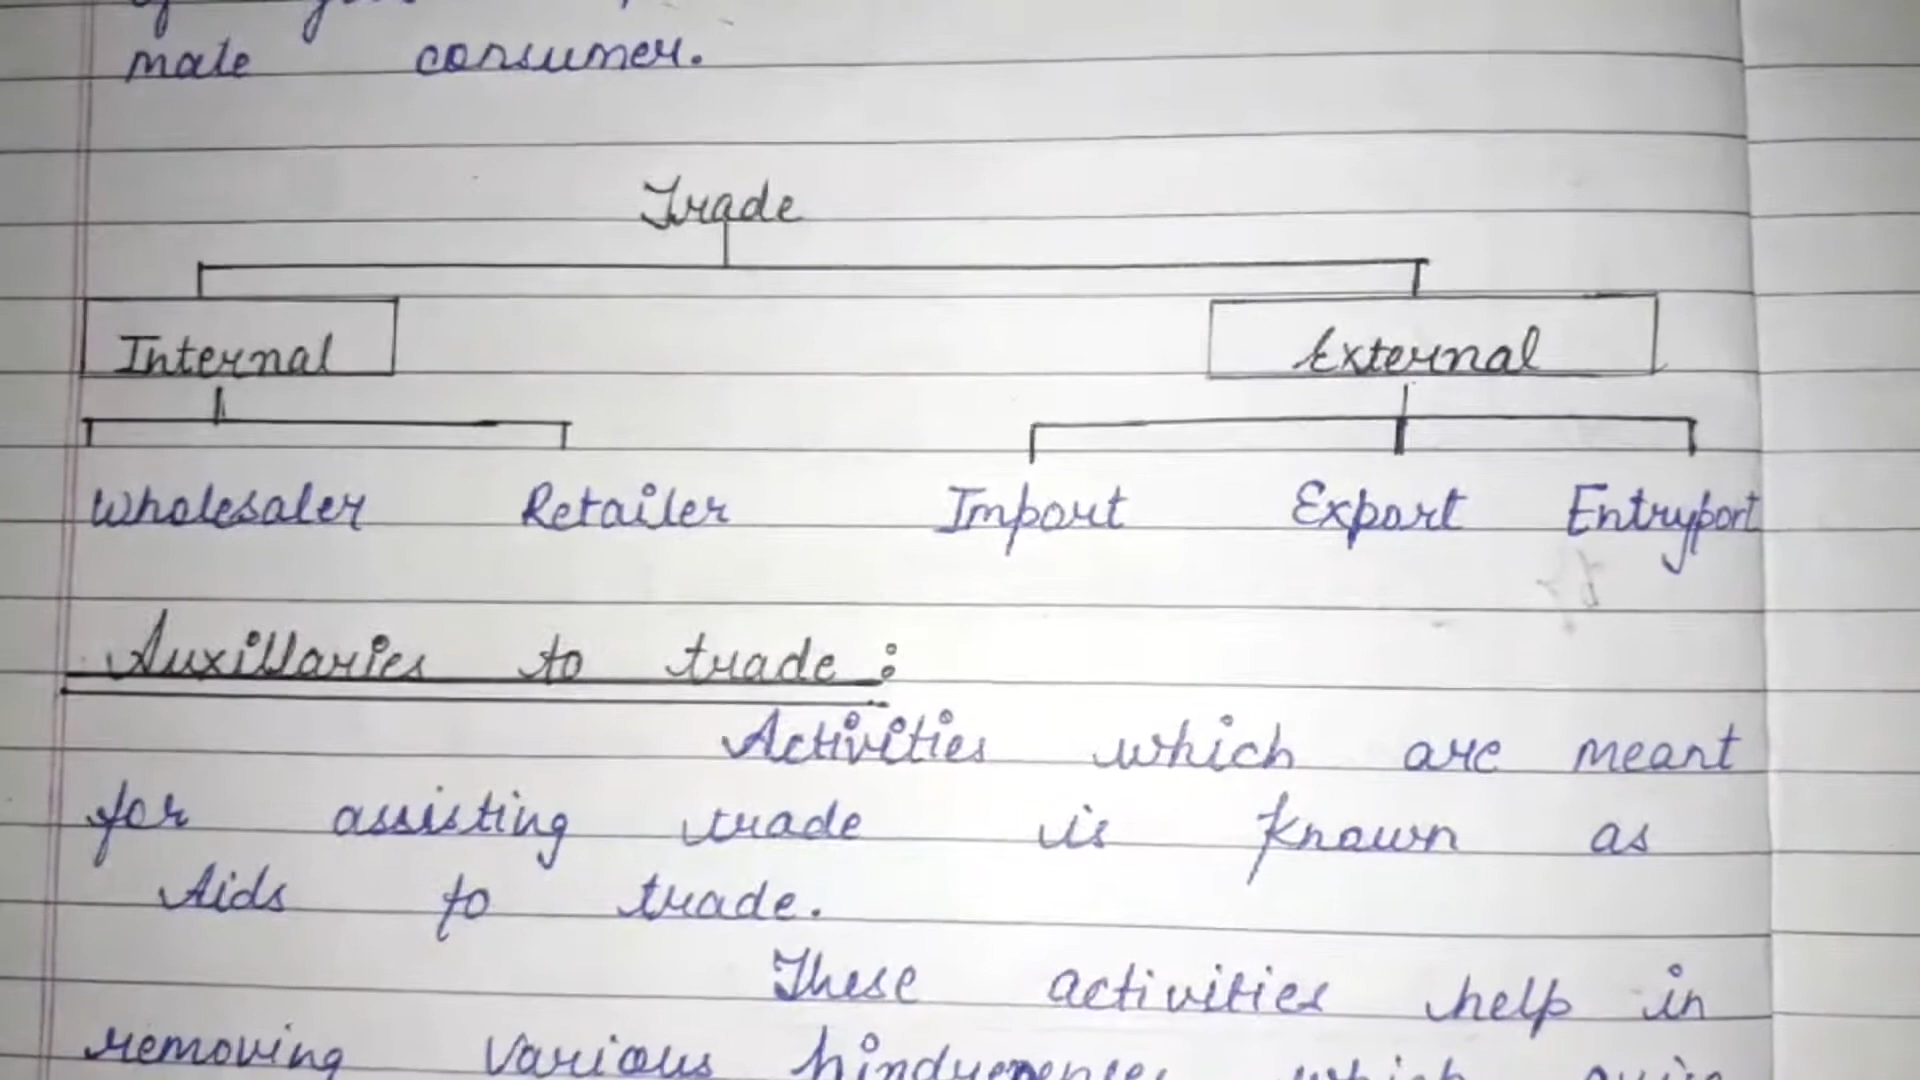 mate consumer.
Trade
Internal External
Wholesaler Retailer Import Export Entryport
Auxillaries to trade :
Activities which are meant
for assisting trade is known as
Aids to trade.
These activities help in
removing various which